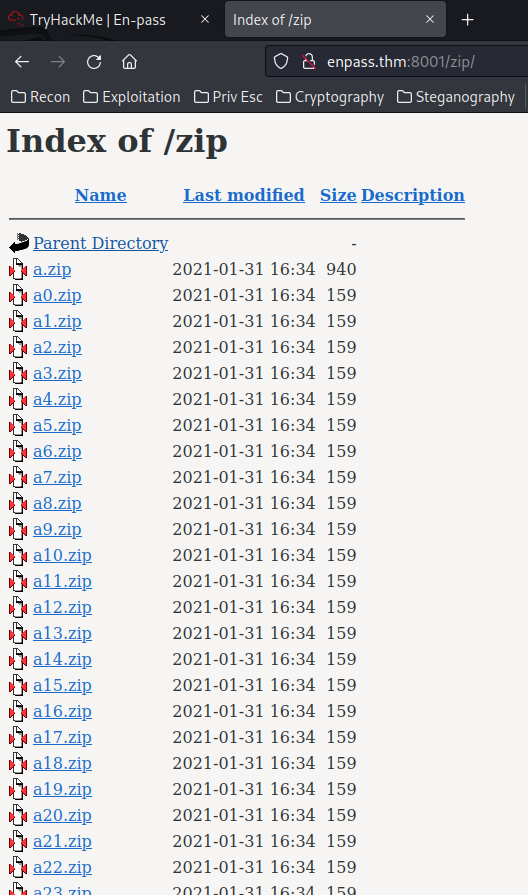 TryHackMe | En-pass
Index of /zip
enpass.thm:8001/zip/
Recon Exploitation Priv Esc Cryptography Steganography
Index of /zip
Name Last modified Size Description
Parent Directory -
a.zip 2021-01-31 16:34 940
a0.zip 2021-01-31 16:34 159
a1.zip 2021-01-31 16:34 159
a2.zip 2021-01-31 16:34 159
a3.zip 2021-01-31 16:34 159
a4.zip 2021-01-31 16:34 159
a5.zip 2021-01-31 16:34 159
a6.zip 2021-01-31 16:34 159
a7.zip 2021-01-31 16:34 159
a8.zip 2021-01-31 16:34 159
a9.zip 2021-01-31 16:34 159
a10.zip 2021-01-31 16:34 159
a11.zip 2021-01-31 16:34 159
a12.zip 2021-01-31 16:34 159
a13.zip 2021-01-31 16:34 159
a14.zip 2021-01-31 16:34 159
a15.zip 2021-01-31 16:34 159
a16.zip 2021-01-31 16:34 159
a17.zip 2021-01-31 16:34 159
a18.zip 2021-01-31 16:34 159
a19.zip 2021-01-31 16:34 159
a20.zip 2021-01-31 16:34 159
a21.zip 2021-01-31 16:34 159
a22.zip 2021-01-31 16:34 159
a23.zip 2021-01-31 16:34 159